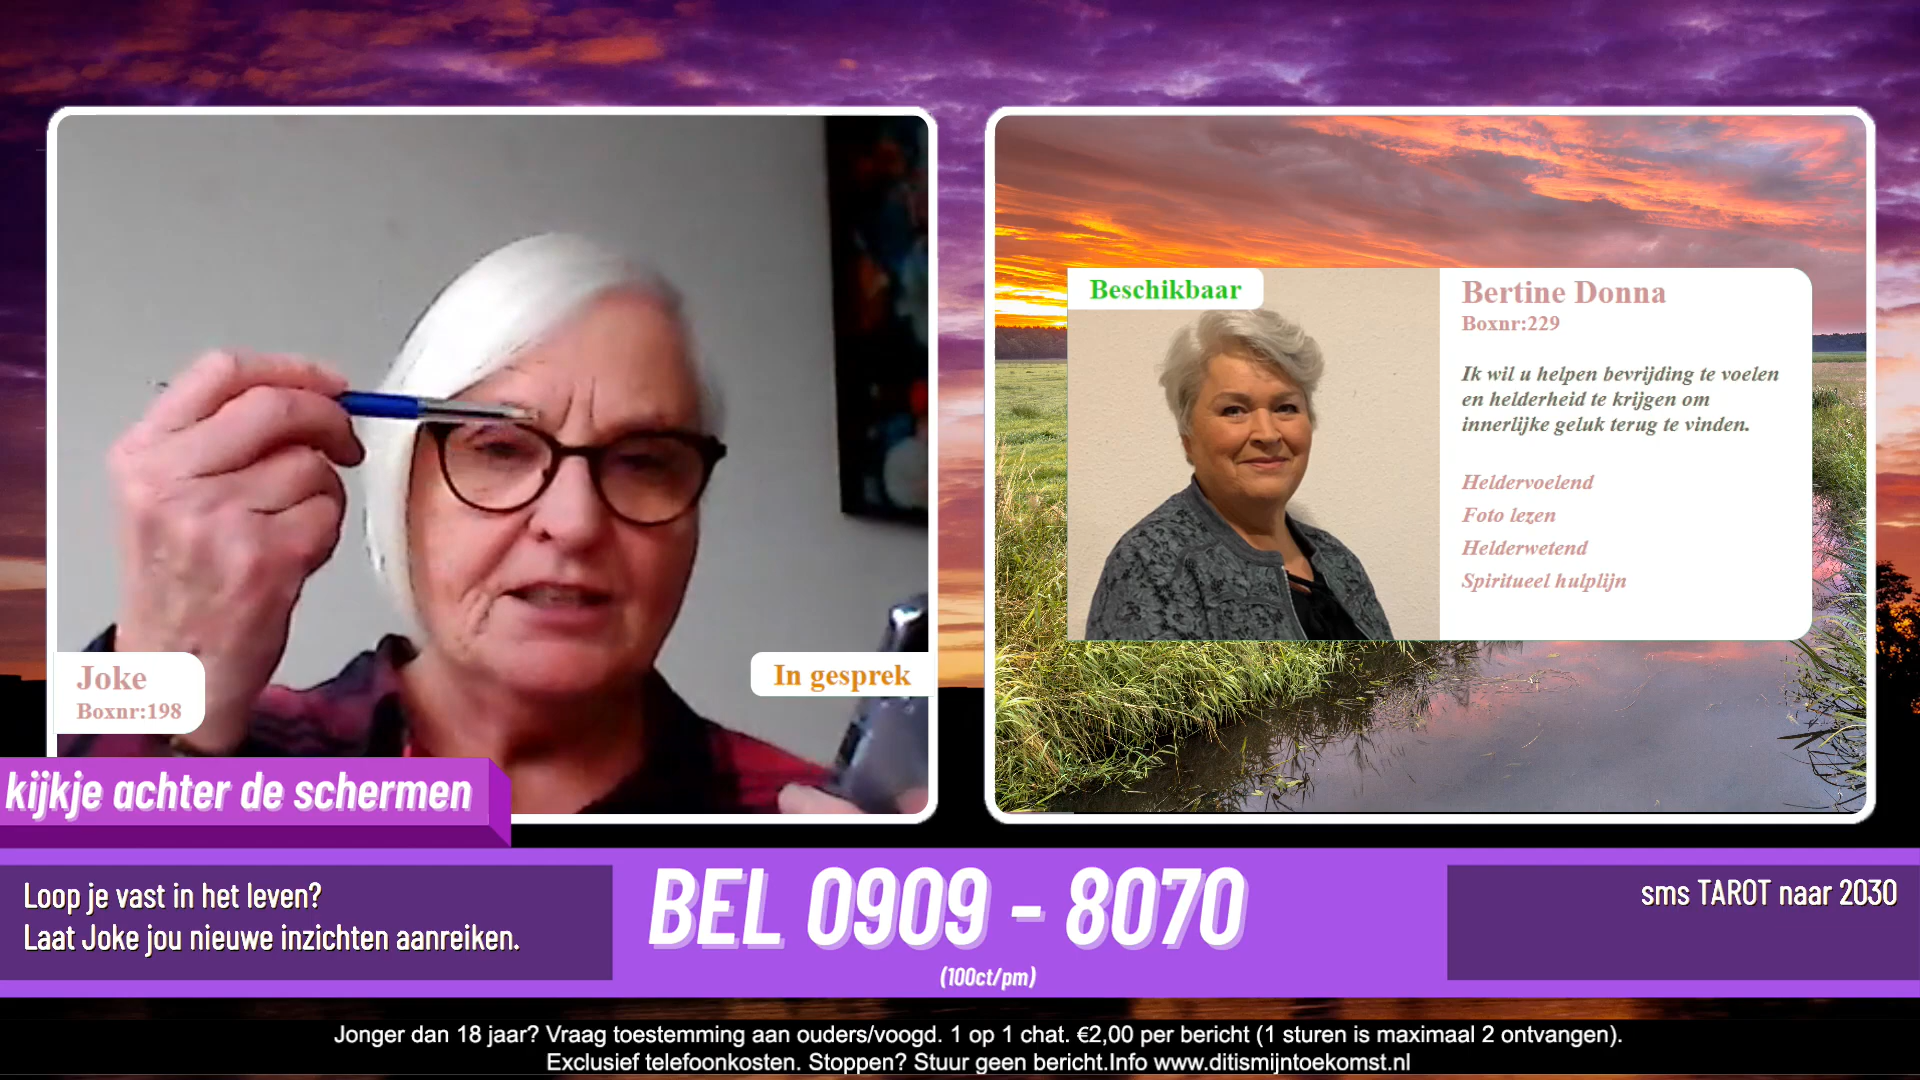 Beschikbaar
Bertine Donna
Boxnr:229
Ik wil u helpen bevrijding te voelen
en helderheid te krijgen om
innerlijke geluk terug te vinden.
Heldervoelend
Foto lezen
Helderwetend
Spiritueel hulplijn
Joke
Boxnr:198
In gesprek
kijkje achter de schermen
Loop je vast in het leven?
Laat Joke jou nieuwe inzichten aanreiken.
BEL 0909 - 8070
(100ct/pm)
sms TAROT naar 2030
Jonger dan 18 jaar? Vraag toestemming aan ouders/voogd. 1 op 1 chat. €2,00 per bericht (1 sturen is maximaal 2 ontvangen).
Exclusief telefoonkosten. Stoppen? Stuur geen bericht.Info www.ditismijntoekomst.nl